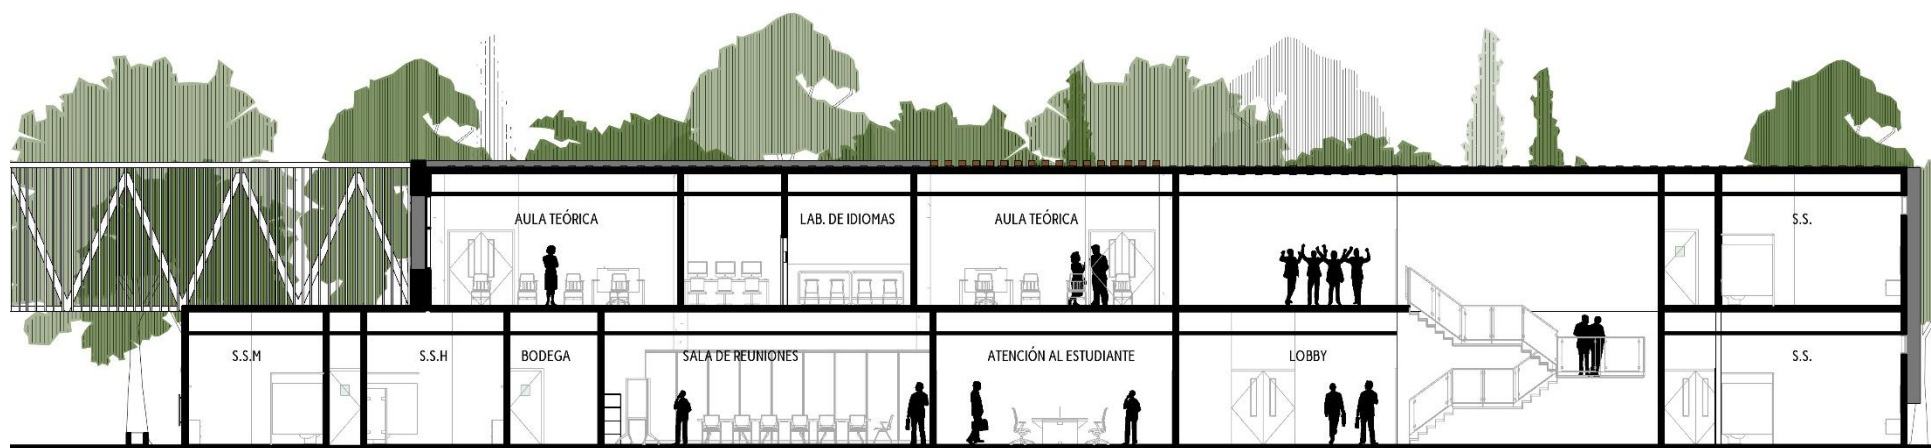 AULA TEÓRICA
LAB. DE IDIOMAS
AULA TEÓRICA
S.S.
S.S.M
S.S.H
BODEGA
SALA DE REUNIONES
ATENCIÓN AL ESTUDIANTE
LOBBY
S.S.